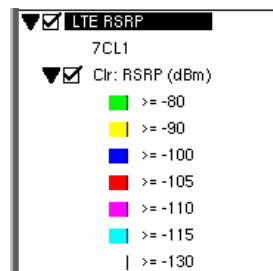 LTE RSRP
7CL1
Clr: RSRP (dBm)
>= -80
>= -90
>= -100
>= -105
>= -110
>= -115
>= -130